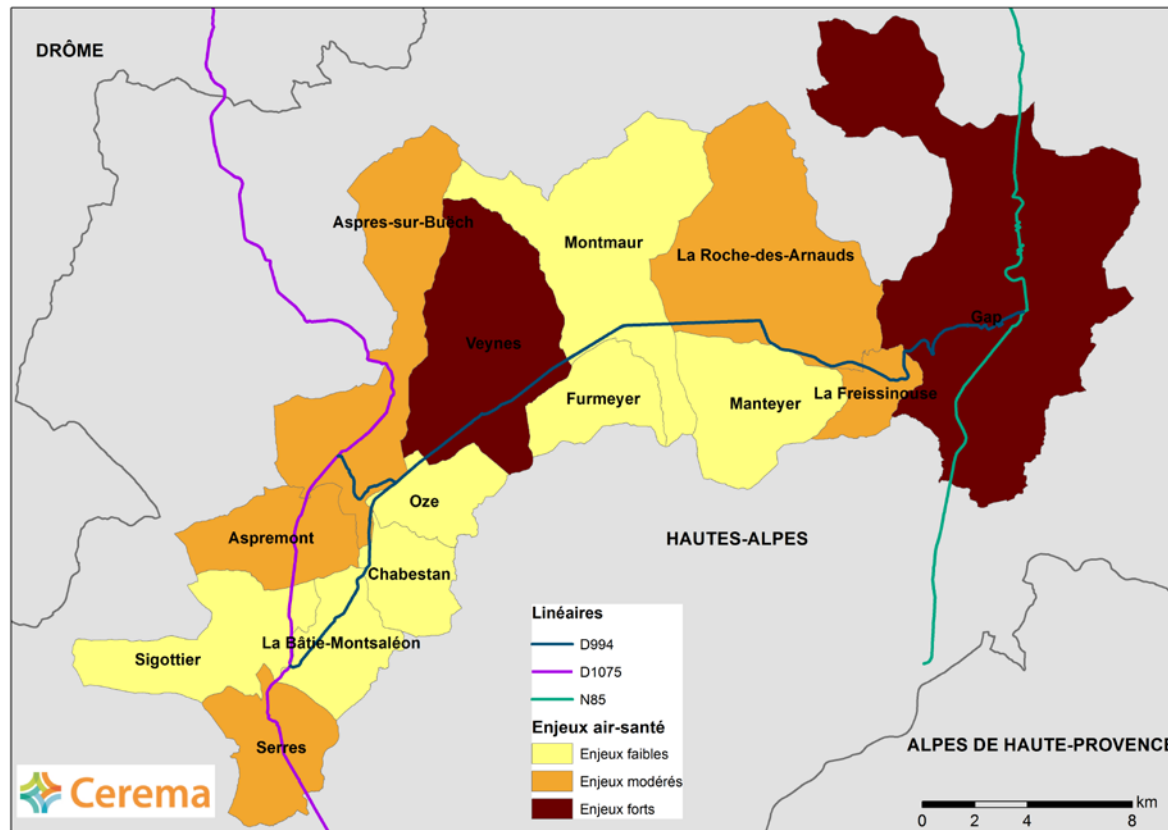 DRÔME
Aspres-sur-Buëch
Montmaur
La Roche-des-Arnauds
Gap
Veynes
Furmeyer
Manteyer
La Freissinouse
Oze
Aspremont
HAUTES-ALPES
Chabestan
La Bâtie-Montsaléon
Sigottier
Serres
ALPES DE HAUTE-PROVENCE
Linéaires
D994
D1075
N85
Enjeux air-santé
Enjeux faibles
Enjeux modérés
Enjeux forts
Cerema
km
0 2 4 8